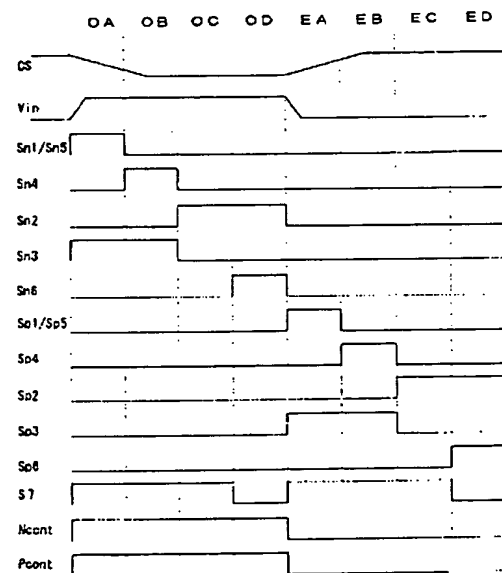 OA OB OC OD EA EB EC ED
CS
Vin
Sn1/Sn5
Sn4
Sn2
Sn3
Sn6
Sp1/Sp5
Sp4
Sp2
Sp3
Sp6
S7
Ncont
Pcont